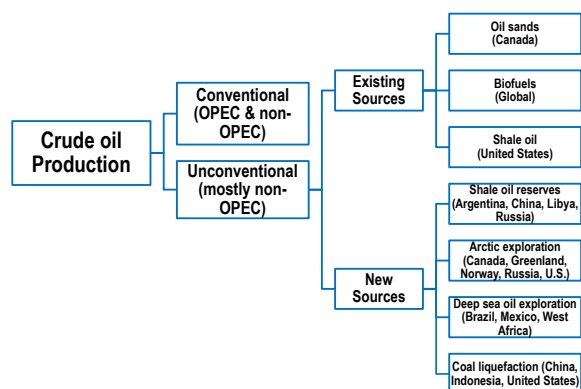 Crude oil
Production
Conventional
(OPEC & non-
OPEC)
Unconventional
(mostly non-
OPEC)
Existing
Sources
Oil sands
(Canada)
Biofuels
(Global)
Shale oil
(United States)
New
Sources
Shale oil reserves
(Argentina, China, Libya,
Russia)
Arctic exploration
(Canada, Greenland,
Norway, Russia, U.S.)
Deep sea oil exploration
(Brazil, Mexico, West
Africa)
Coal liquefaction (China,
Indonesia, United States)